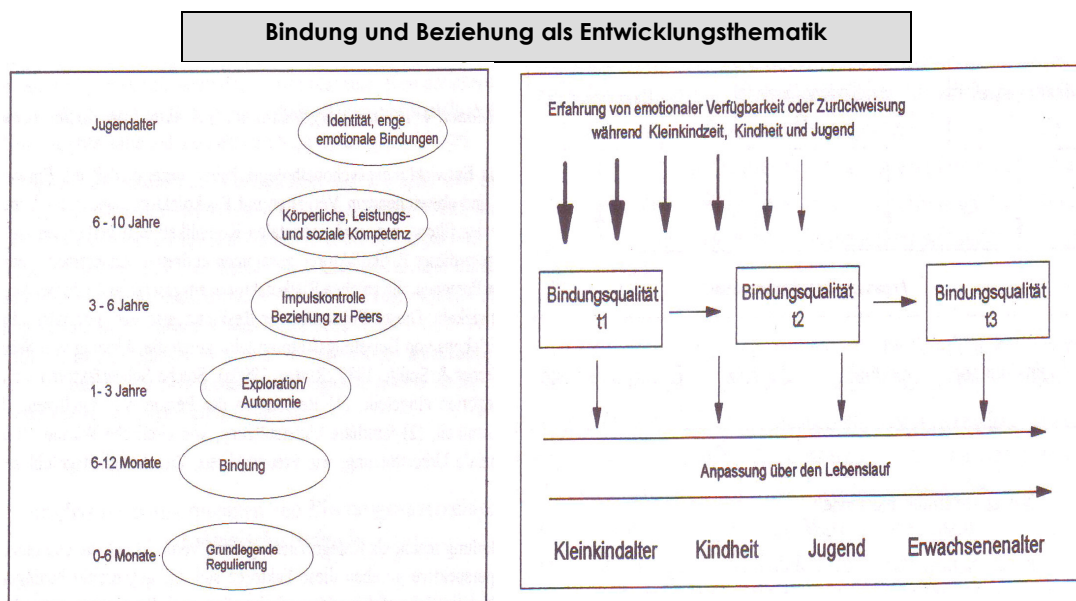 Bindung und Beziehung als Entwicklungsthematik
Jugendalter
Identität, enge
emotionale Bindungen
6 - 10 Jahre
Körperliche, Leistungs-
und soziale Kompetenz
3 - 6 Jahre
Impulskontrolle
Beziehung zu Peers
1- 3 Jahre
Exploration/
Autonomie
6-12 Monate
Bindung
0-6 Monate
Grundlegende
Regulierung
Erfahrung von emotionaler Verfügbarkeit oder Zurückweisung
während Kleinkindzeit, Kindheit und Jugend
Bindungsqualität
t1
Bindungsqualität
t2
Bindungsqualität
t3
Anpassung über den Lebenslauf
Kleinkindalter
Kindheit
Jugend
Erwachsenenalter